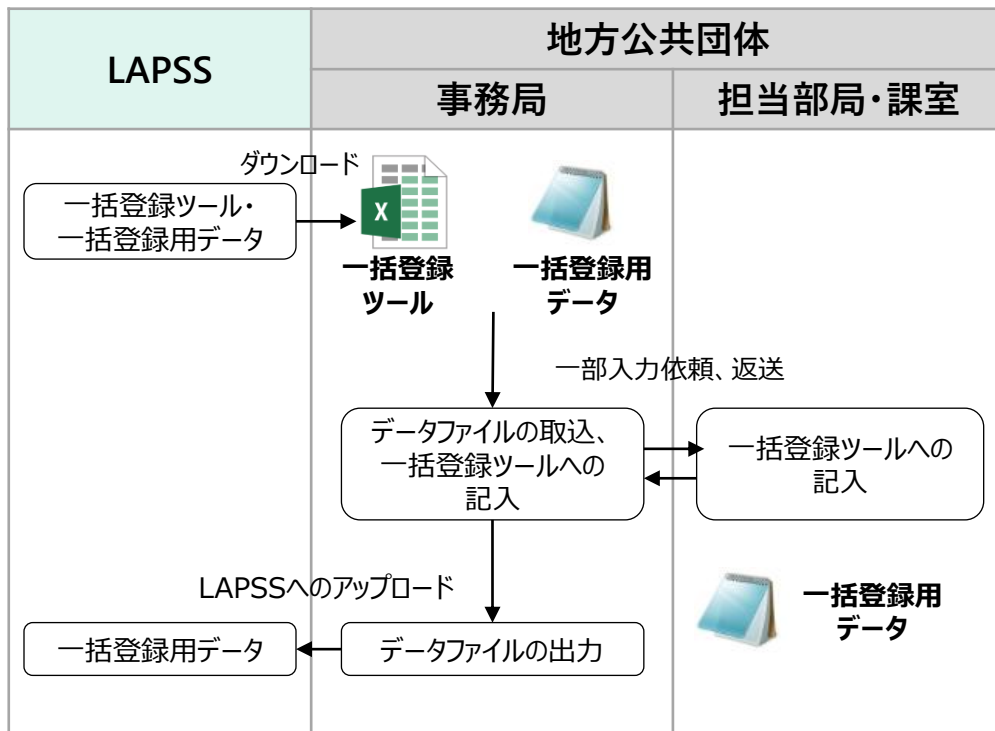 LAPSS
地方公共団体
事務局
担当部局・課室
ダウンロード
一括登録ツール・
一括登録用データ
X
一括登録
ツール
一括登録用
データ
一部入力依頼、返送
データファイルの取込、
一括登録ツールへの
記入
一括登録ツールへの
記入
LAPSSへのアップロード
一括登録用
データ
一括登録用データ
データファイルの出力